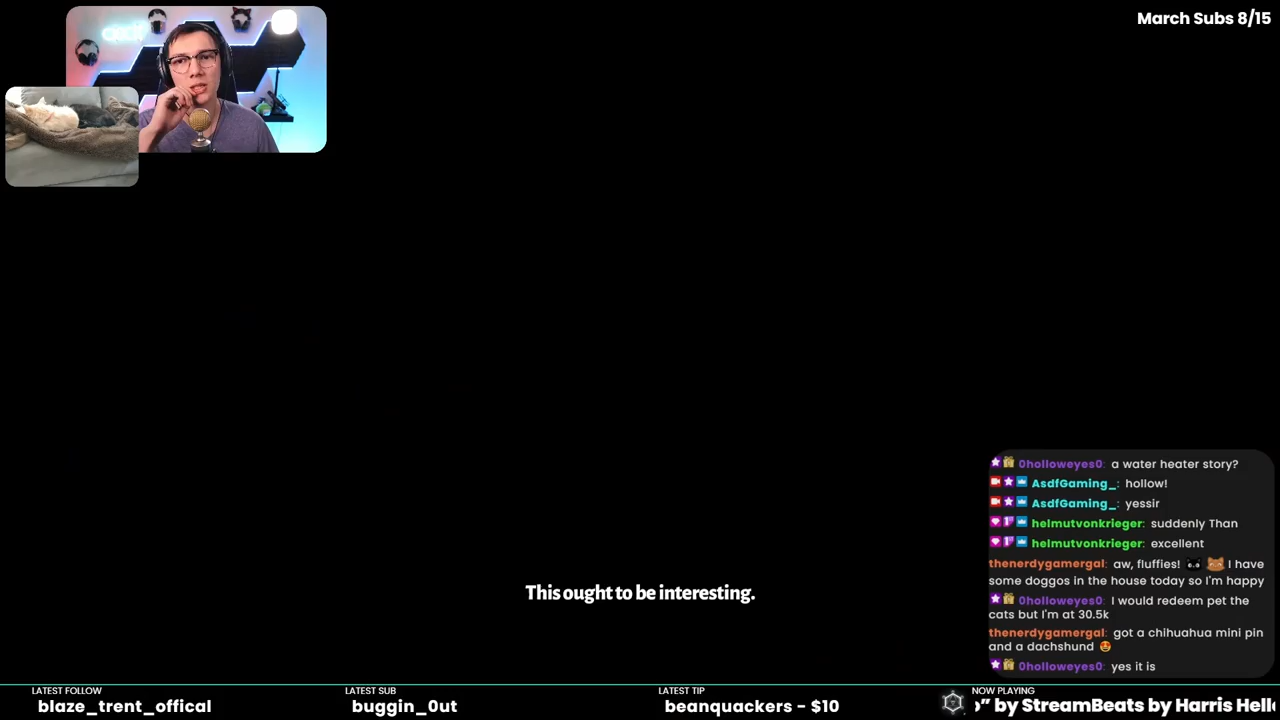 March Subs 8/15
0holloweyes0: a water heater story?
AsdfGaming_: hollow!
AsdfGaming_: yessir
helmutvonkrieger: suddenly Than
helmutvonkrieger: excellent
thenerdygamergal: aw, fluffies! I have
some doggos in the house today so I'm happy
0holloweyes0: I would redeem pet the
cats but I'm at 30.5k
thenerdygamergal: got a chihuahua mini pin
and a dachshund
0holloweyes0: yes it is
This ought to be interesting.
LATEST FOLLOW
blaze_trent_offical
LATEST SUB
buggin_0ut
LATEST TIP
beanquackers - $10
NOW PLAYING
” by StreamBeats by Harris Helle